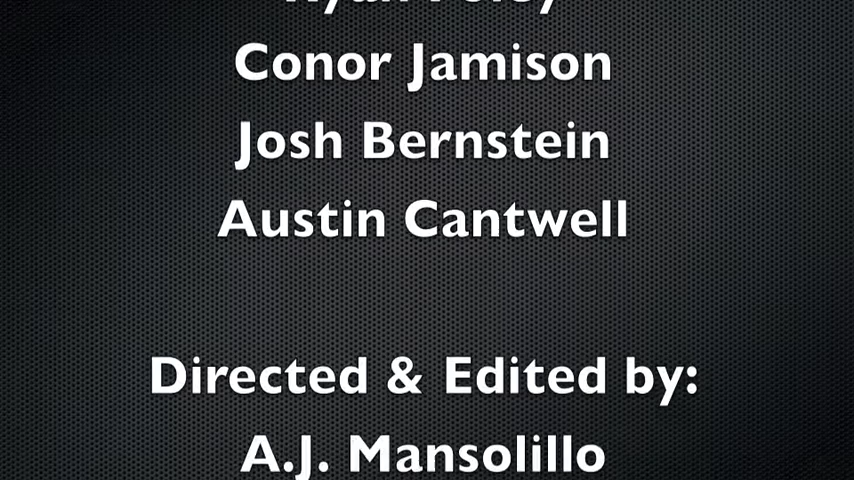 Conor Jamison
Josh Bernstein
Austin Cantwell
Directed & Edited by:
A.J. Mansolillo